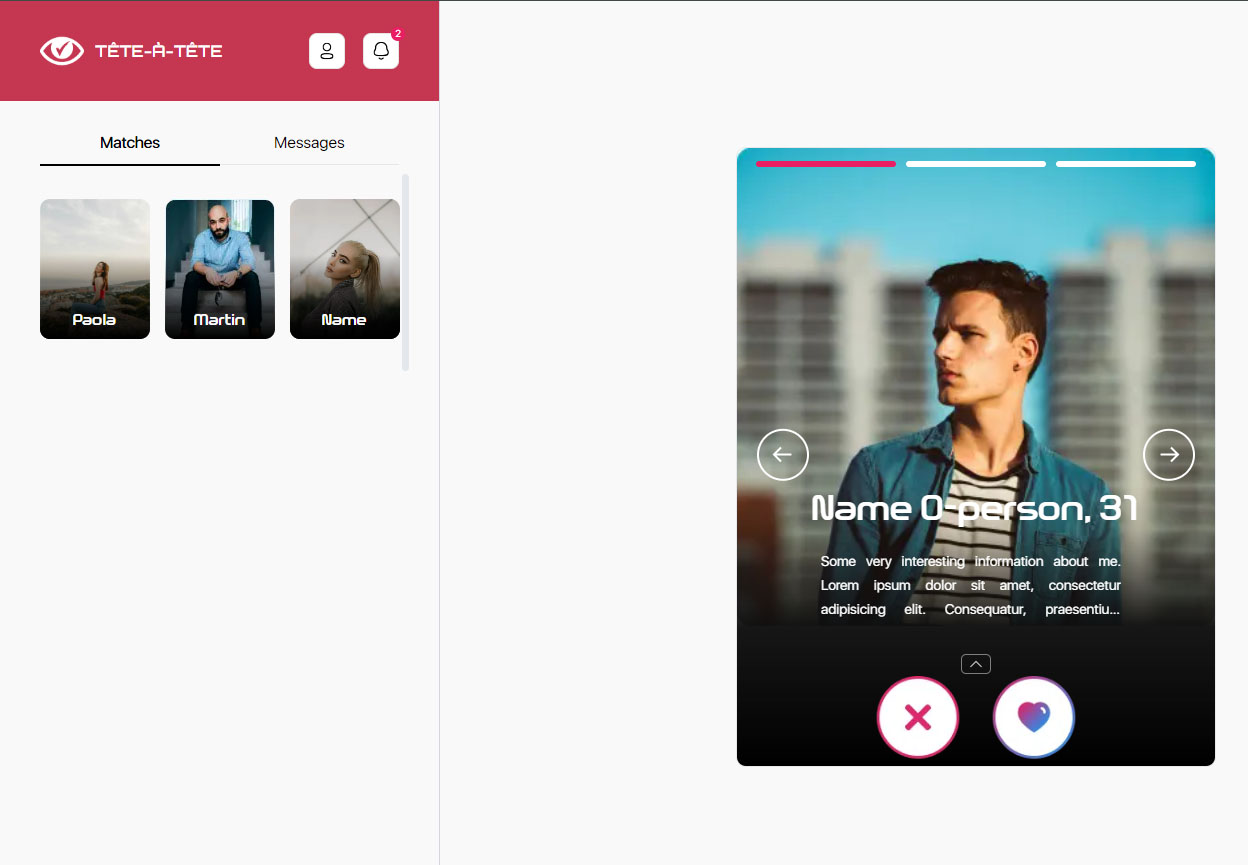 TÊTE-À-TÊTE
2
Matches
Messages
Paola
Martin
Name
Name 0-person, 31
Some very interesting information about me.
Lorem ipsum dolor sit amet, consectetur
adipisicing elit. Consequatur, praesentiu...